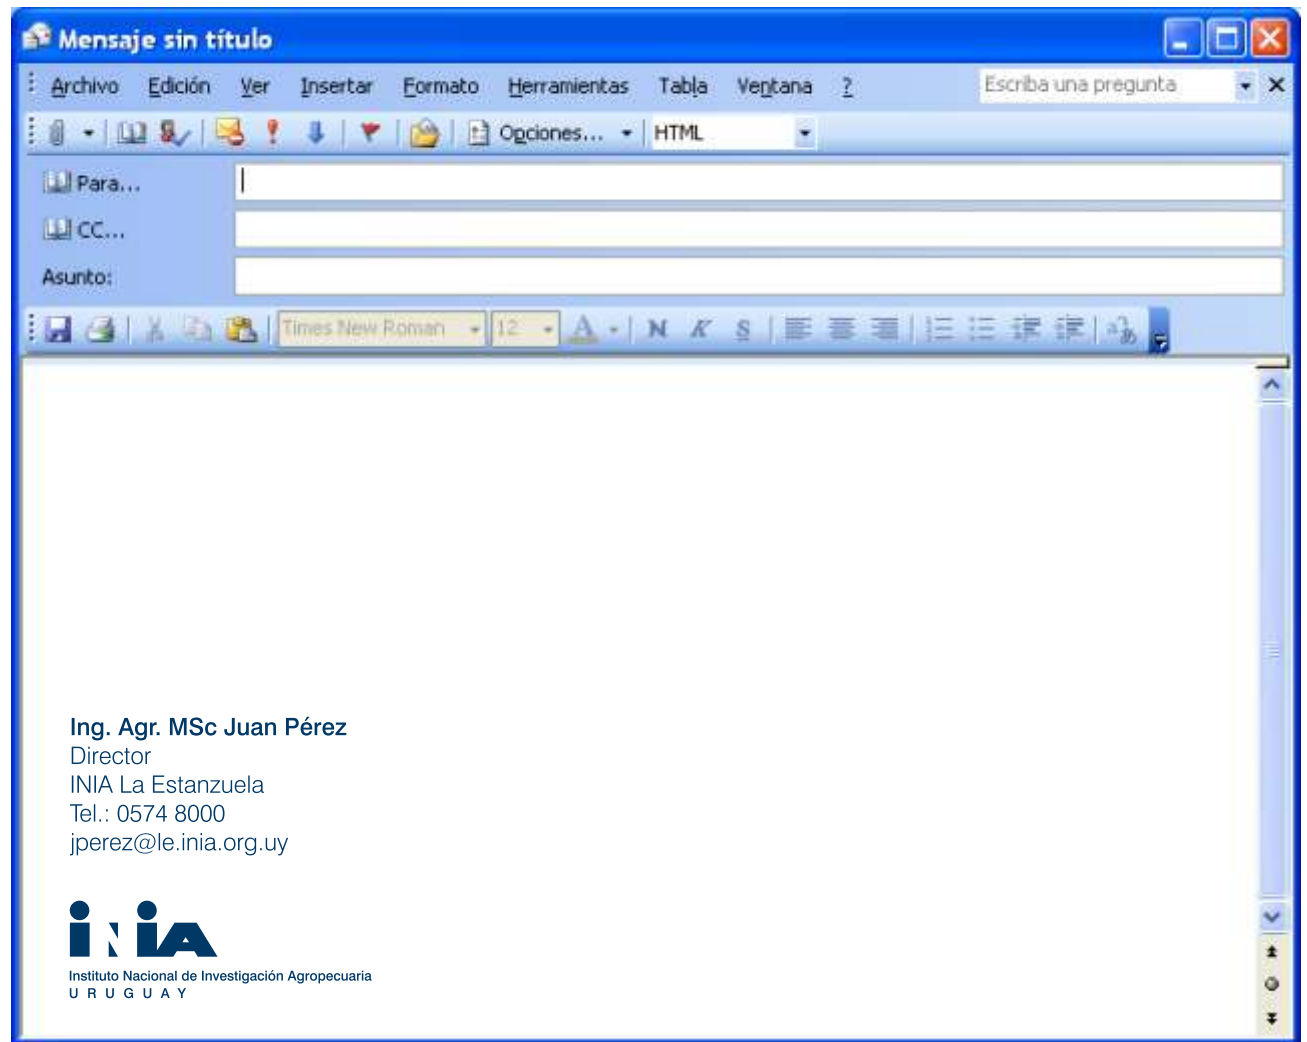 Mensaje sin título
Archivo Edición Ver Insertar Formato Herramientas Tabla Ventana ? Escriba una pregunta
Opciones... HTML
Para...
CC...
Asunto:
Times New Roman 12 A N K S
Ing. Agr. MSc Juan Pérez
Director
INIA La Estanzuela
Tel.: 0574 8000
jperez@le.inia.org.uy
iNiA
Instituto Nacional de Investigación Agropecuaria
URUGUAY